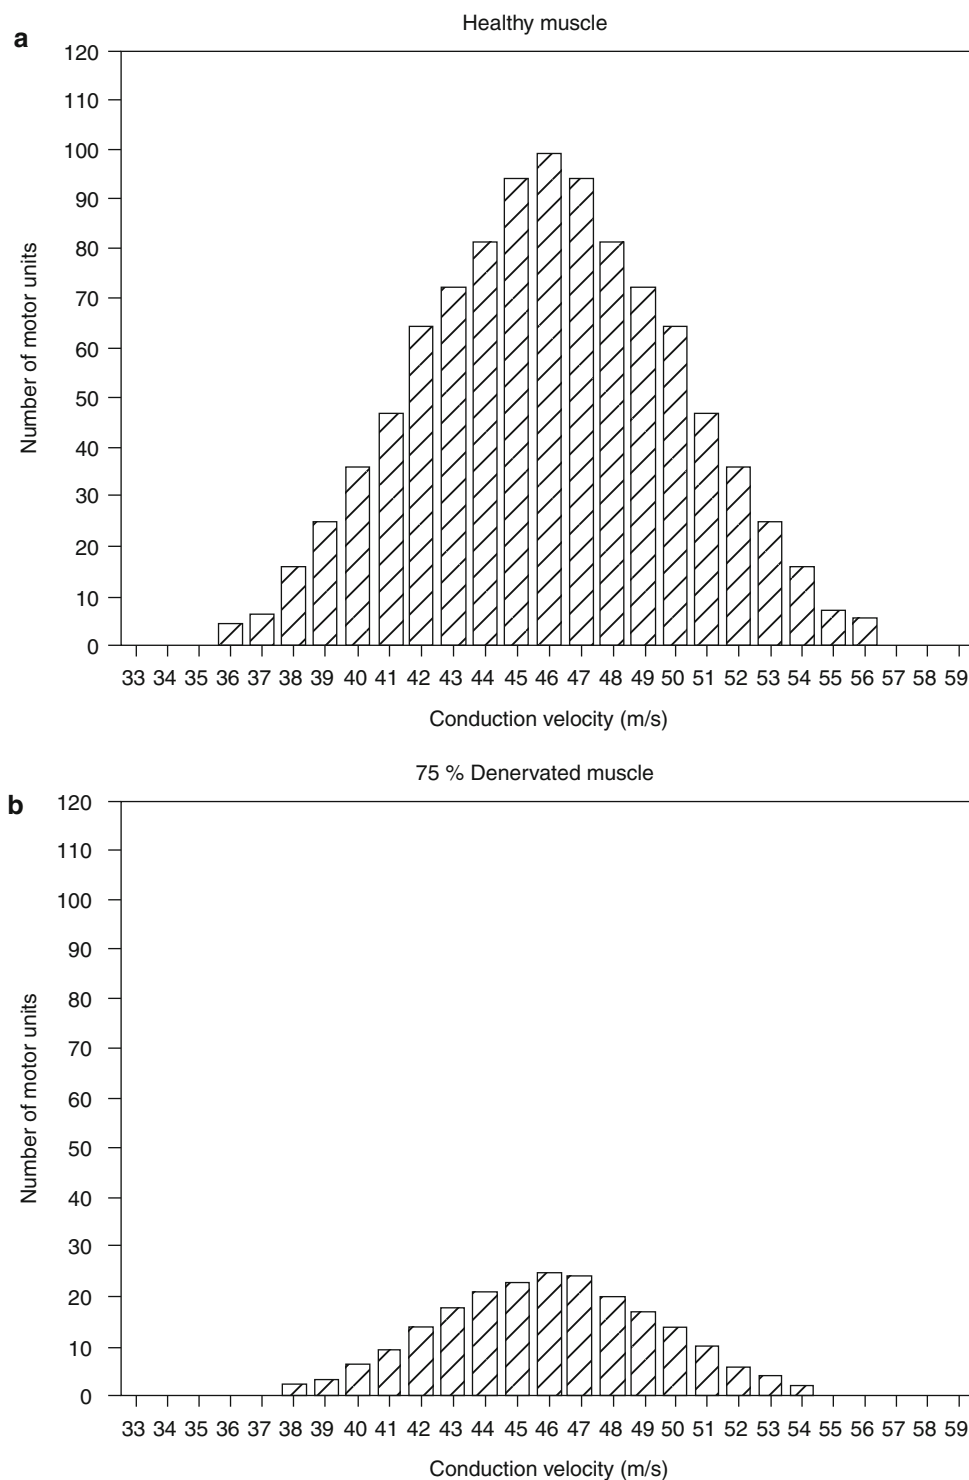 Healthy muscle
a
120
110
100
90
80
70
60
50
40
30
20
10
0
Number of motor units
33 34 35 36 37 38 39 40 41 42 43 44 45 46 47 48 49 50 51 52 53 54 55 56 57 58 59
Conduction velocity (m/s)
75 % Denervated muscle
b
120
110
100
90
80
70
60
50
40
30
20
10
0
Number of motor units
33 34 35 36 37 38 39 40 41 42 43 44 45 46 47 48 49 50 51 52 53 54 55 56 57 58 59
Conduction velocity (m/s)